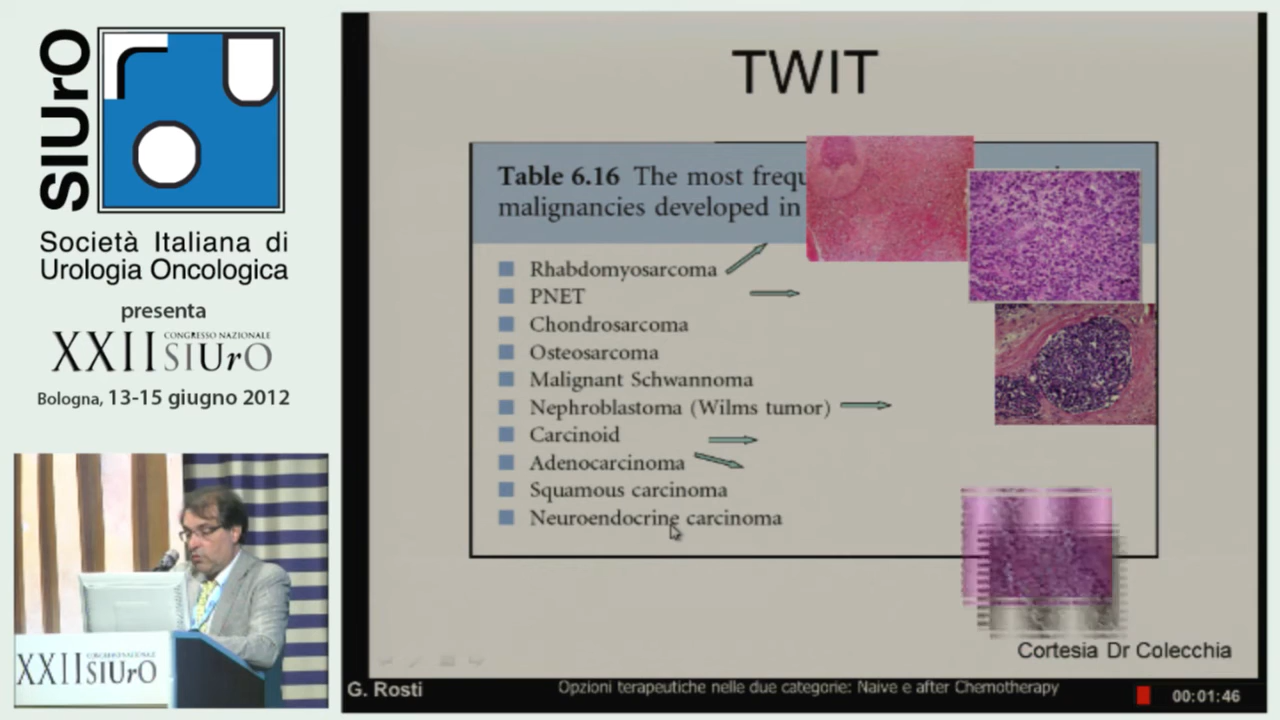 SIUrO
Società Italiana di
Urologia Oncologica
presenta
XXII CONGRESSO NAZIONALE SIUrO
Bologna, 13-15 giugno 2012
XXII SIUrO
TWIT
Table 6.16 The most frequ
malignancies developed in
Rhabdomyosarcoma
PNET
Chondrosarcoma
Osteosarcoma
Malignant Schwannoma
Nephroblastoma (Wilms tumor)
Carcinoid
Adenocarcinoma
Squamous carcinoma
Neuroendocrine carcinoma
Cortesia Dr Colecchia
G. Rosti
Opzioni terapeutiche nelle due categorie: Naive e after Chemotherapy
00:01:46